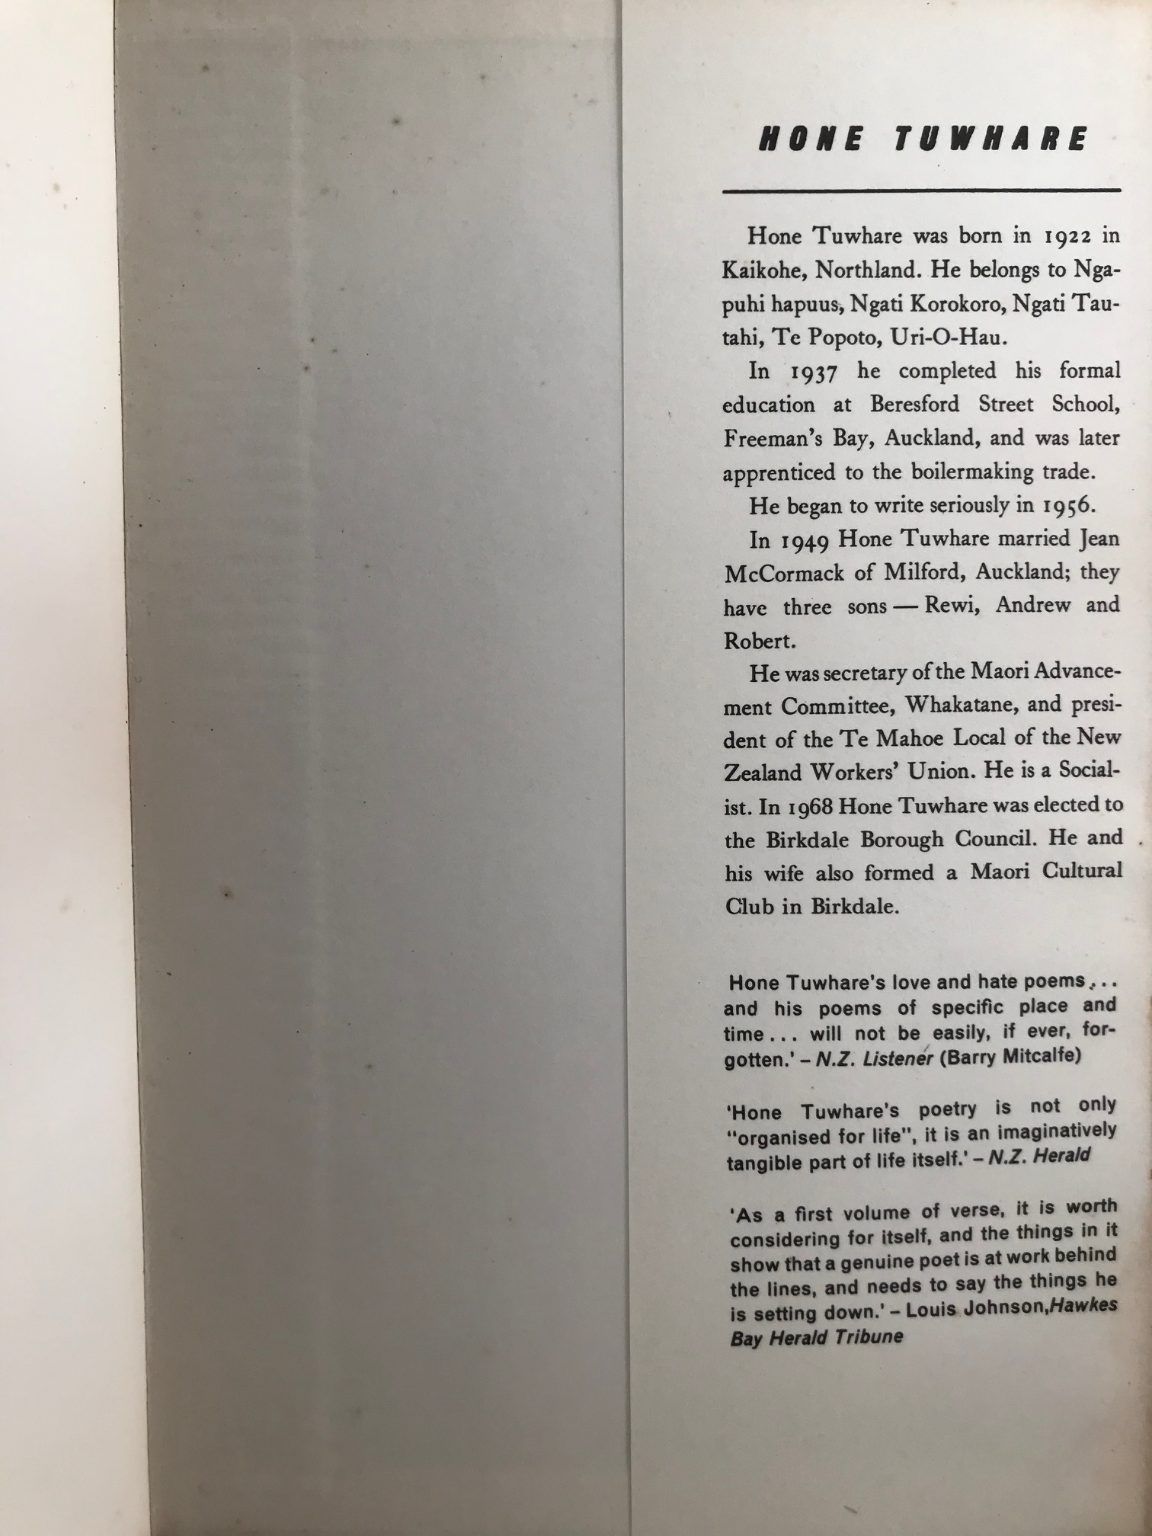 HONE TUWHARE
Hone Tuwhare was born in 1922 in
Kaikohe, Northland. He belongs to Nga-
puhi hapuus, Ngati Korokoro, Ngati Tau-
tahi, Te Popoto, Uri-O-Hau.
In 1937 he completed his formal
education at Beresford Street School,
Freeman's Bay, Auckland, and was later
apprenticed to the boilermaking trade.
He began to write seriously in 1956.
In 1949 Hone Tuwhare married Jean
McCormack of Milford, Auckland; they
have three sons — Rewi, Andrew and
Robert.
He was secretary of the Maori Advance-
ment Committee, Whakatane, and presi-
dent of the Te Mahoe Local of the New
Zealand Workers' Union. He is a Social-
ist. In 1968 Hone Tuwhare was elected to
the Birkdale Borough Council. He and
his wife also formed a Maori Cultural
Club in Birkdale.
Hone Tuwhare's love and hate poems...
and his poems of specific place and
time... will not be easily, if ever, for-
gotten.' – N.Z. Listener (Barry Mitcalfe)
'Hone Tuwhare's poetry is not only
"organised for life", it is an imaginatively
tangible part of life itself.' – N.Z. Herald
'As a first volume of verse, it is worth
considering for itself, and the things in it
show that a genuine poet is at work behind
the lines, and needs to say the things he
is setting down.' – Louis Johnson,Hawkes
Bay Herald Tribune